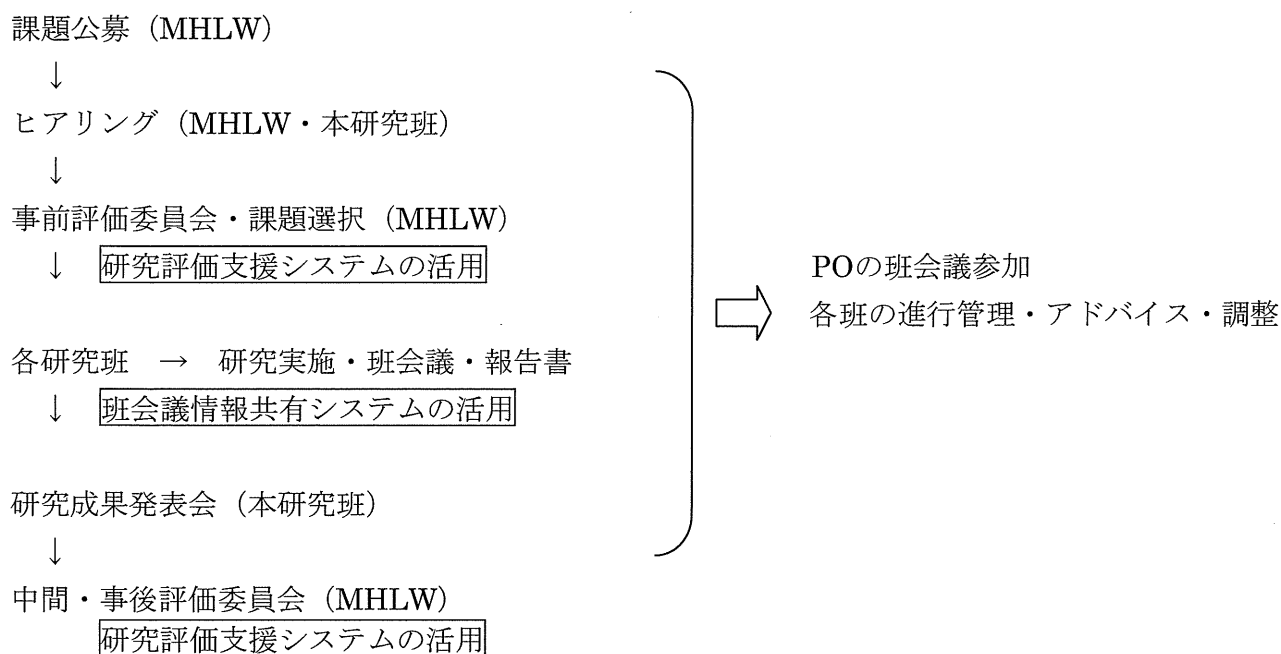 課題公募（MHLW）
↓
ヒアリング（MHLW・本研究班）
↓
事前評価委員会・課題選択（MHLW）
↓ 研究評価支援システムの活用
各研究班 → 研究実施・班会議・報告書
↓ 班会議情報共有システムの活用
研究成果発表会（本研究班）
↓
中間・事後評価委員会（MHLW）
研究評価支援システムの活用
POの班会議参加
各班の進行管理・アドバイス・調整